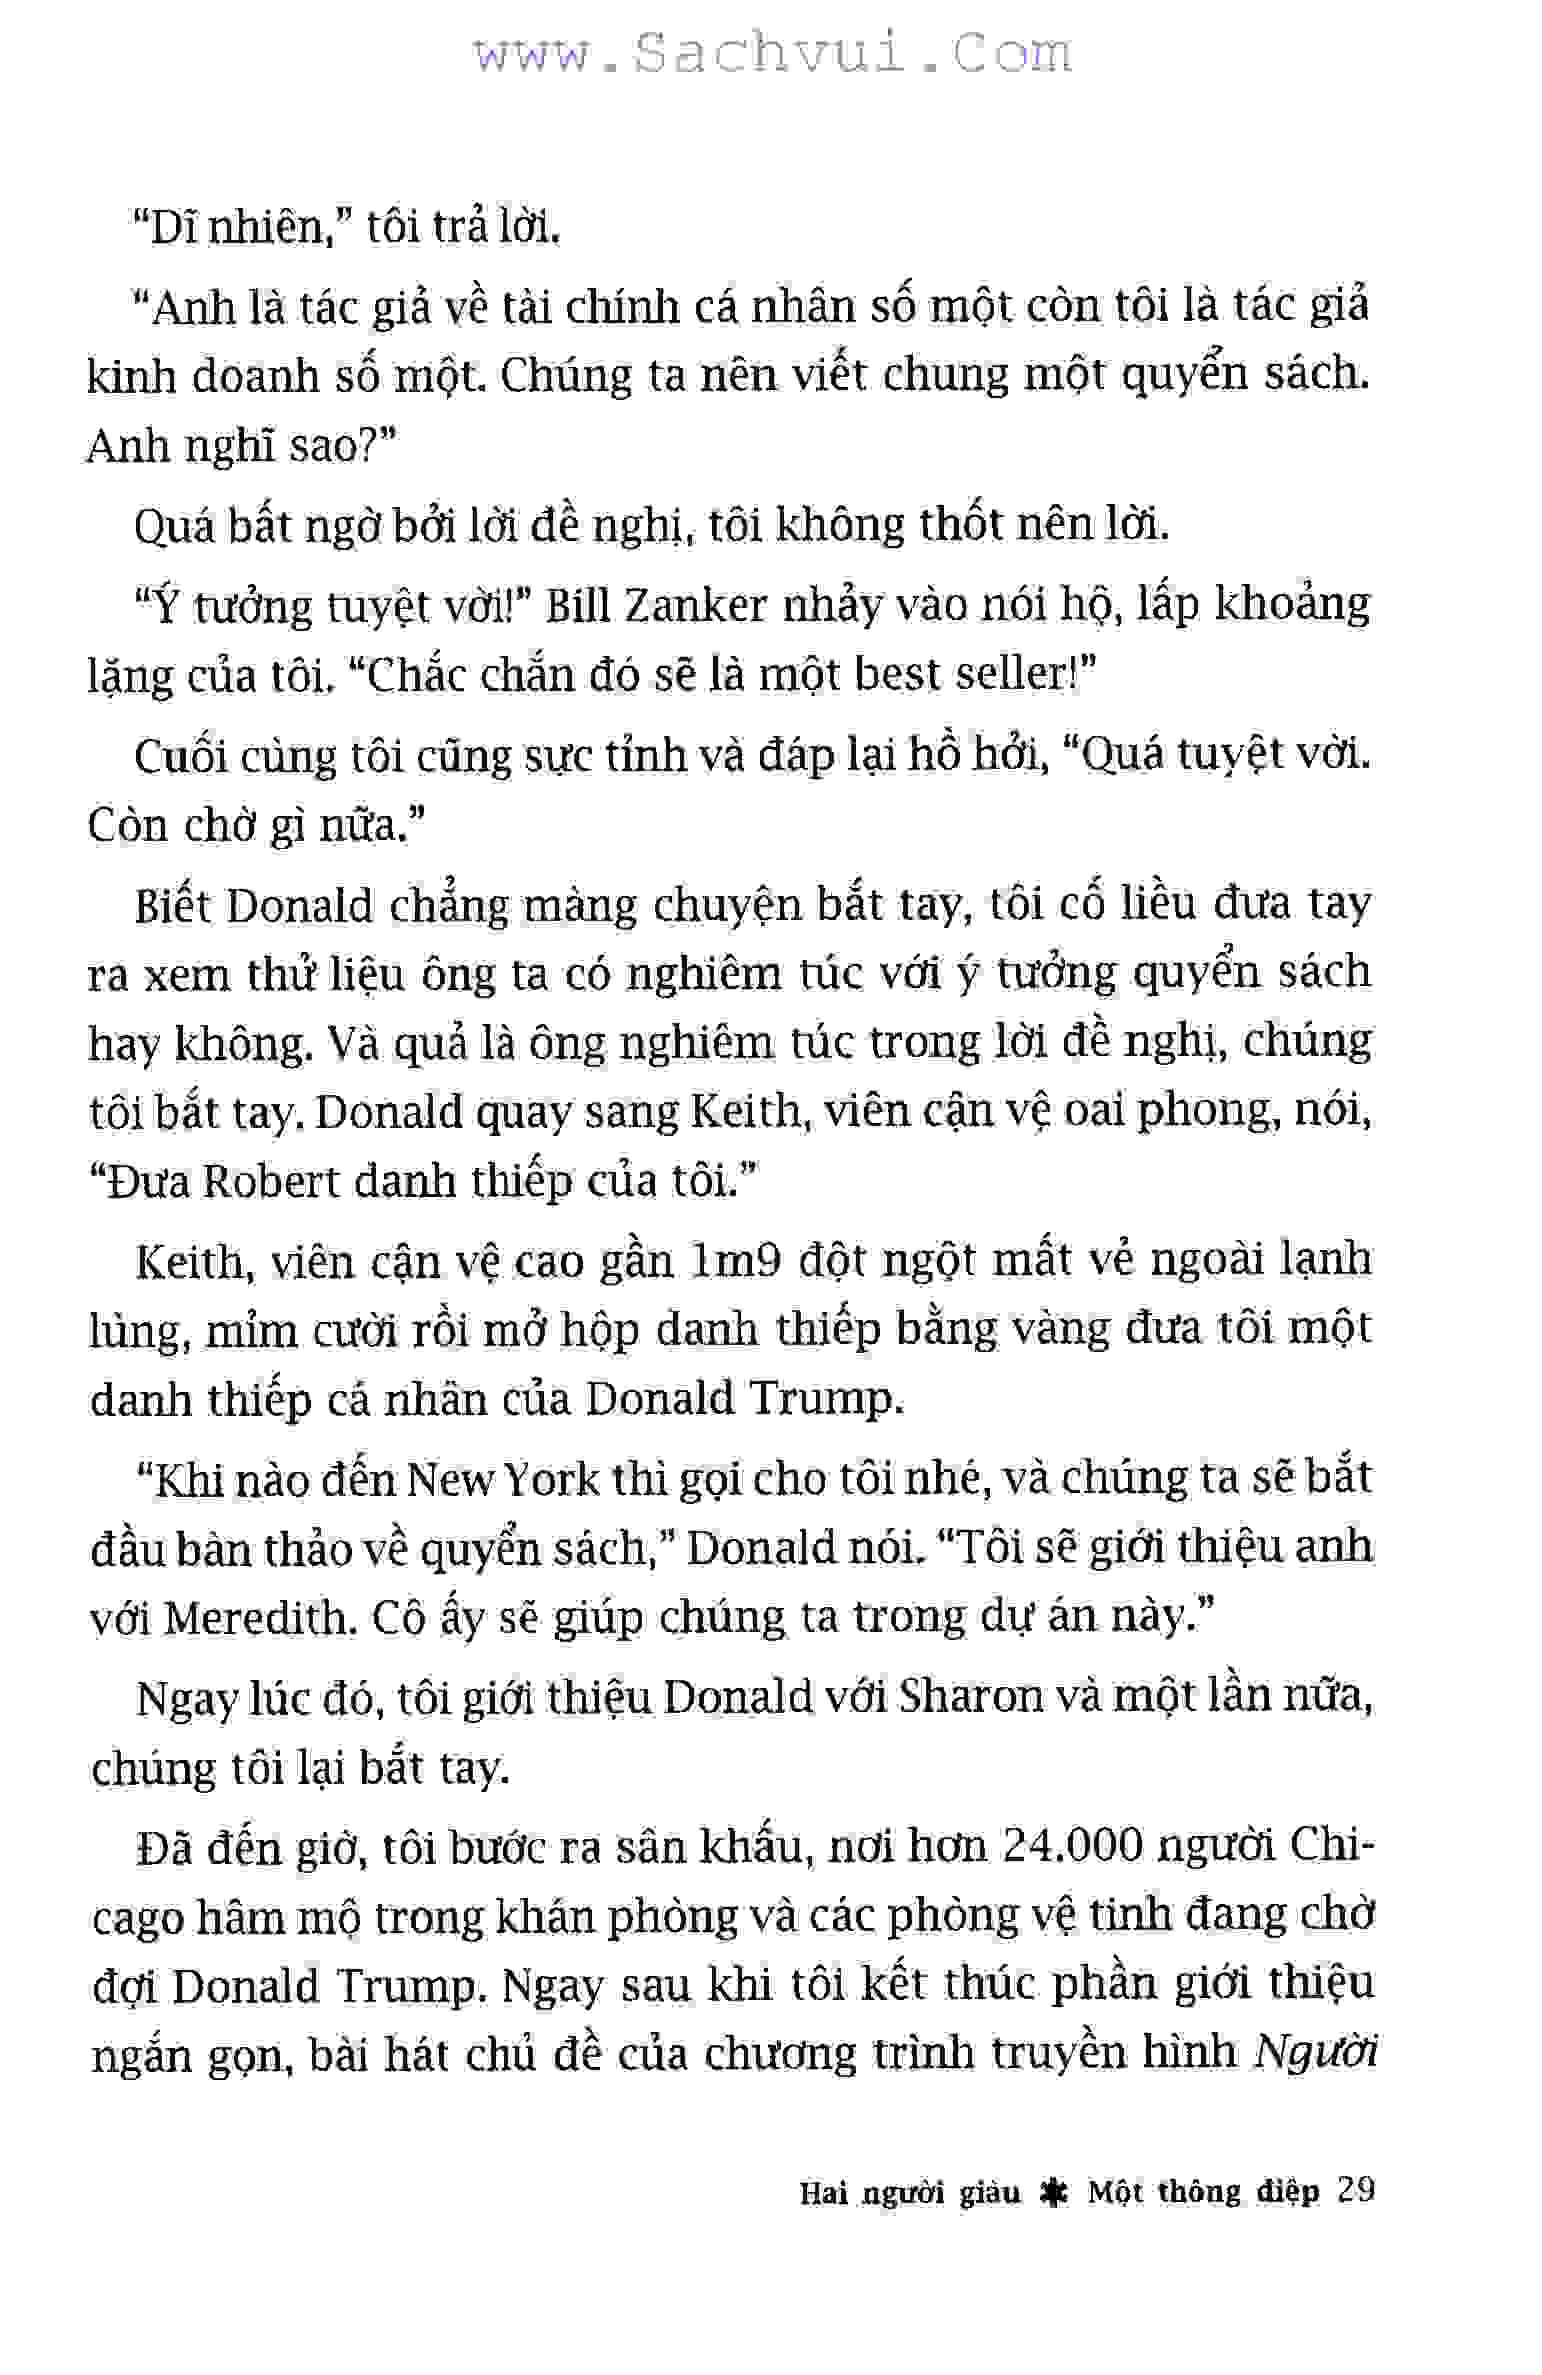 www.Sachvui.Com
“Dĩ nhiên,” tôi trả lời.
“Anh là tác giả về tài chính cá nhân số một còn tôi là tác giả
kinh doanh số một. Chúng ta nên viết chung một quyển sách.
Anh nghĩ sao?”
Quá bất ngờ bởi lời đề nghị, tôi không thốt nên lời.
“Ý tưởng tuyệt vời!” Bill Zanker nhảy vào nói hộ, lấp khoảng
lặng của tôi. “Chắc chắn đó sẽ là một best seller!”
Cuối cùng tôi cũng sực tỉnh và đáp lại hồ hởi, “Quá tuyệt vời.
Còn chờ gì nữa.”
Biết Donald chẳng màng chuyện bắt tay, tôi cố liều đưa tay
ra xem thử liệu ông ta có nghiêm túc với ý tưởng quyển sách
hay không. Và quả là ông nghiêm túc trong lời đề nghị, chúng
tôi bắt tay. Donald quay sang Keith, viên cận vệ oai phong, nói,
“Đưa Robert danh thiếp của tôi.”
Keith, viên cận vệ cao gần 1m9 đột ngột mất vẻ ngoài lạnh
lùng, mỉm cười rồi mở hộp danh thiếp bằng vàng đưa tôi một
danh thiếp cá nhân của Donald Trump.
“Khi nào đến New York thì gọi cho tôi nhé, và chúng ta sẽ bắt
đầu bàn thảo về quyển sách,” Donald nói. “Tôi sẽ giới thiệu anh
với Meredith. Cô ấy sẽ giúp chúng ta trong dự án này.”
Ngay lúc đó, tôi giới thiệu Donald với Sharon và một lần nữa,
chúng tôi lại bắt tay.
Đã đến giờ, tôi bước ra sân khấu, nơi hơn 24.000 người Chi-
cago hâm mộ trong khán phòng và các phòng vệ tinh đang chờ
đợi Donald Trump. Ngay sau khi tôi kết thúc phần giới thiệu
ngắn gọn, bài hát chủ đề của chương trình truyền hình Người
Hai người giàu ✱ Một thông điệp 29